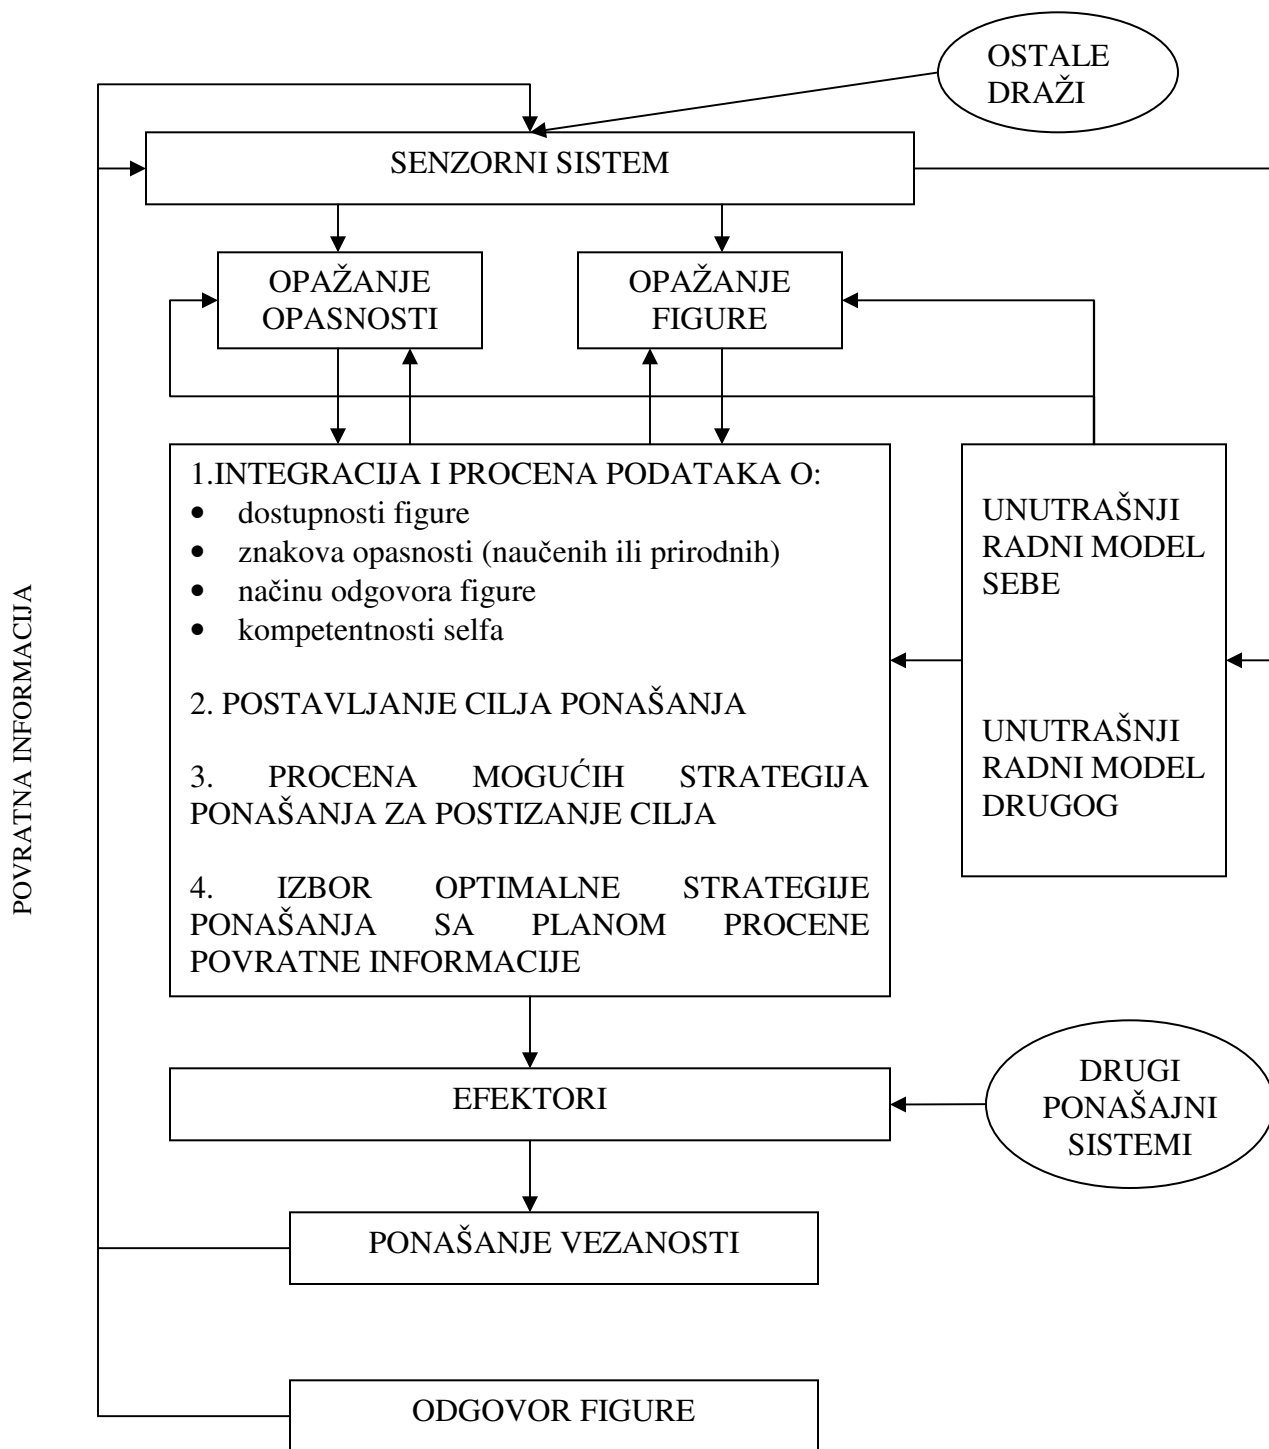 OSTALE
DRAŽI
SENZORNI SISTEM
OPAŽANJE
OPASNOSTI
OPAŽANJE
FIGURE
1.INTEGRACIJA I PROCENA PODATAKA O:
• dostupnosti figure
• znakova opasnosti (naučenih ili prirodnih)
• načinu odgovora figure
• kompetentnosti selfa
2. POSTAVLJANJE CILJA PONAŠANJA
3. PROCENA MOGUĆIH STRATEGIJA
PONAŠANJA ZA POSTIZANJE CILJA
4. IZBOR OPTIMALNE STRATEGIJE
PONAŠANJA SA PLANOM PROCENE
POVRATNE INFORMACIJE
UNUTRAŠNJI
RADNI MODEL
SEBE
UNUTRAŠNJI
RADNI MODEL
DRUGOG
POVRATNA INFORMACIJA
EFEKTORI
DRUGI
PONAŠAJNI
SISTEMI
PONAŠANJE VEZANOSTI
ODGOVOR FIGURE